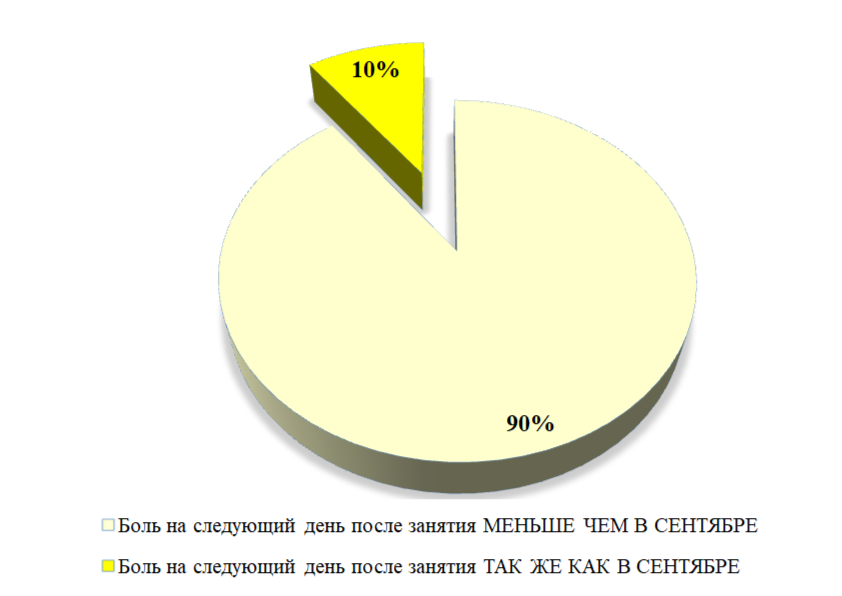 10%
90%
Боль на следующий день после занятия МЕНЬШЕ ЧЕМ В СЕНТЯБРЕ
Боль на следующий день после занятия ТАК ЖЕ КАК В СЕНТЯБРЕ